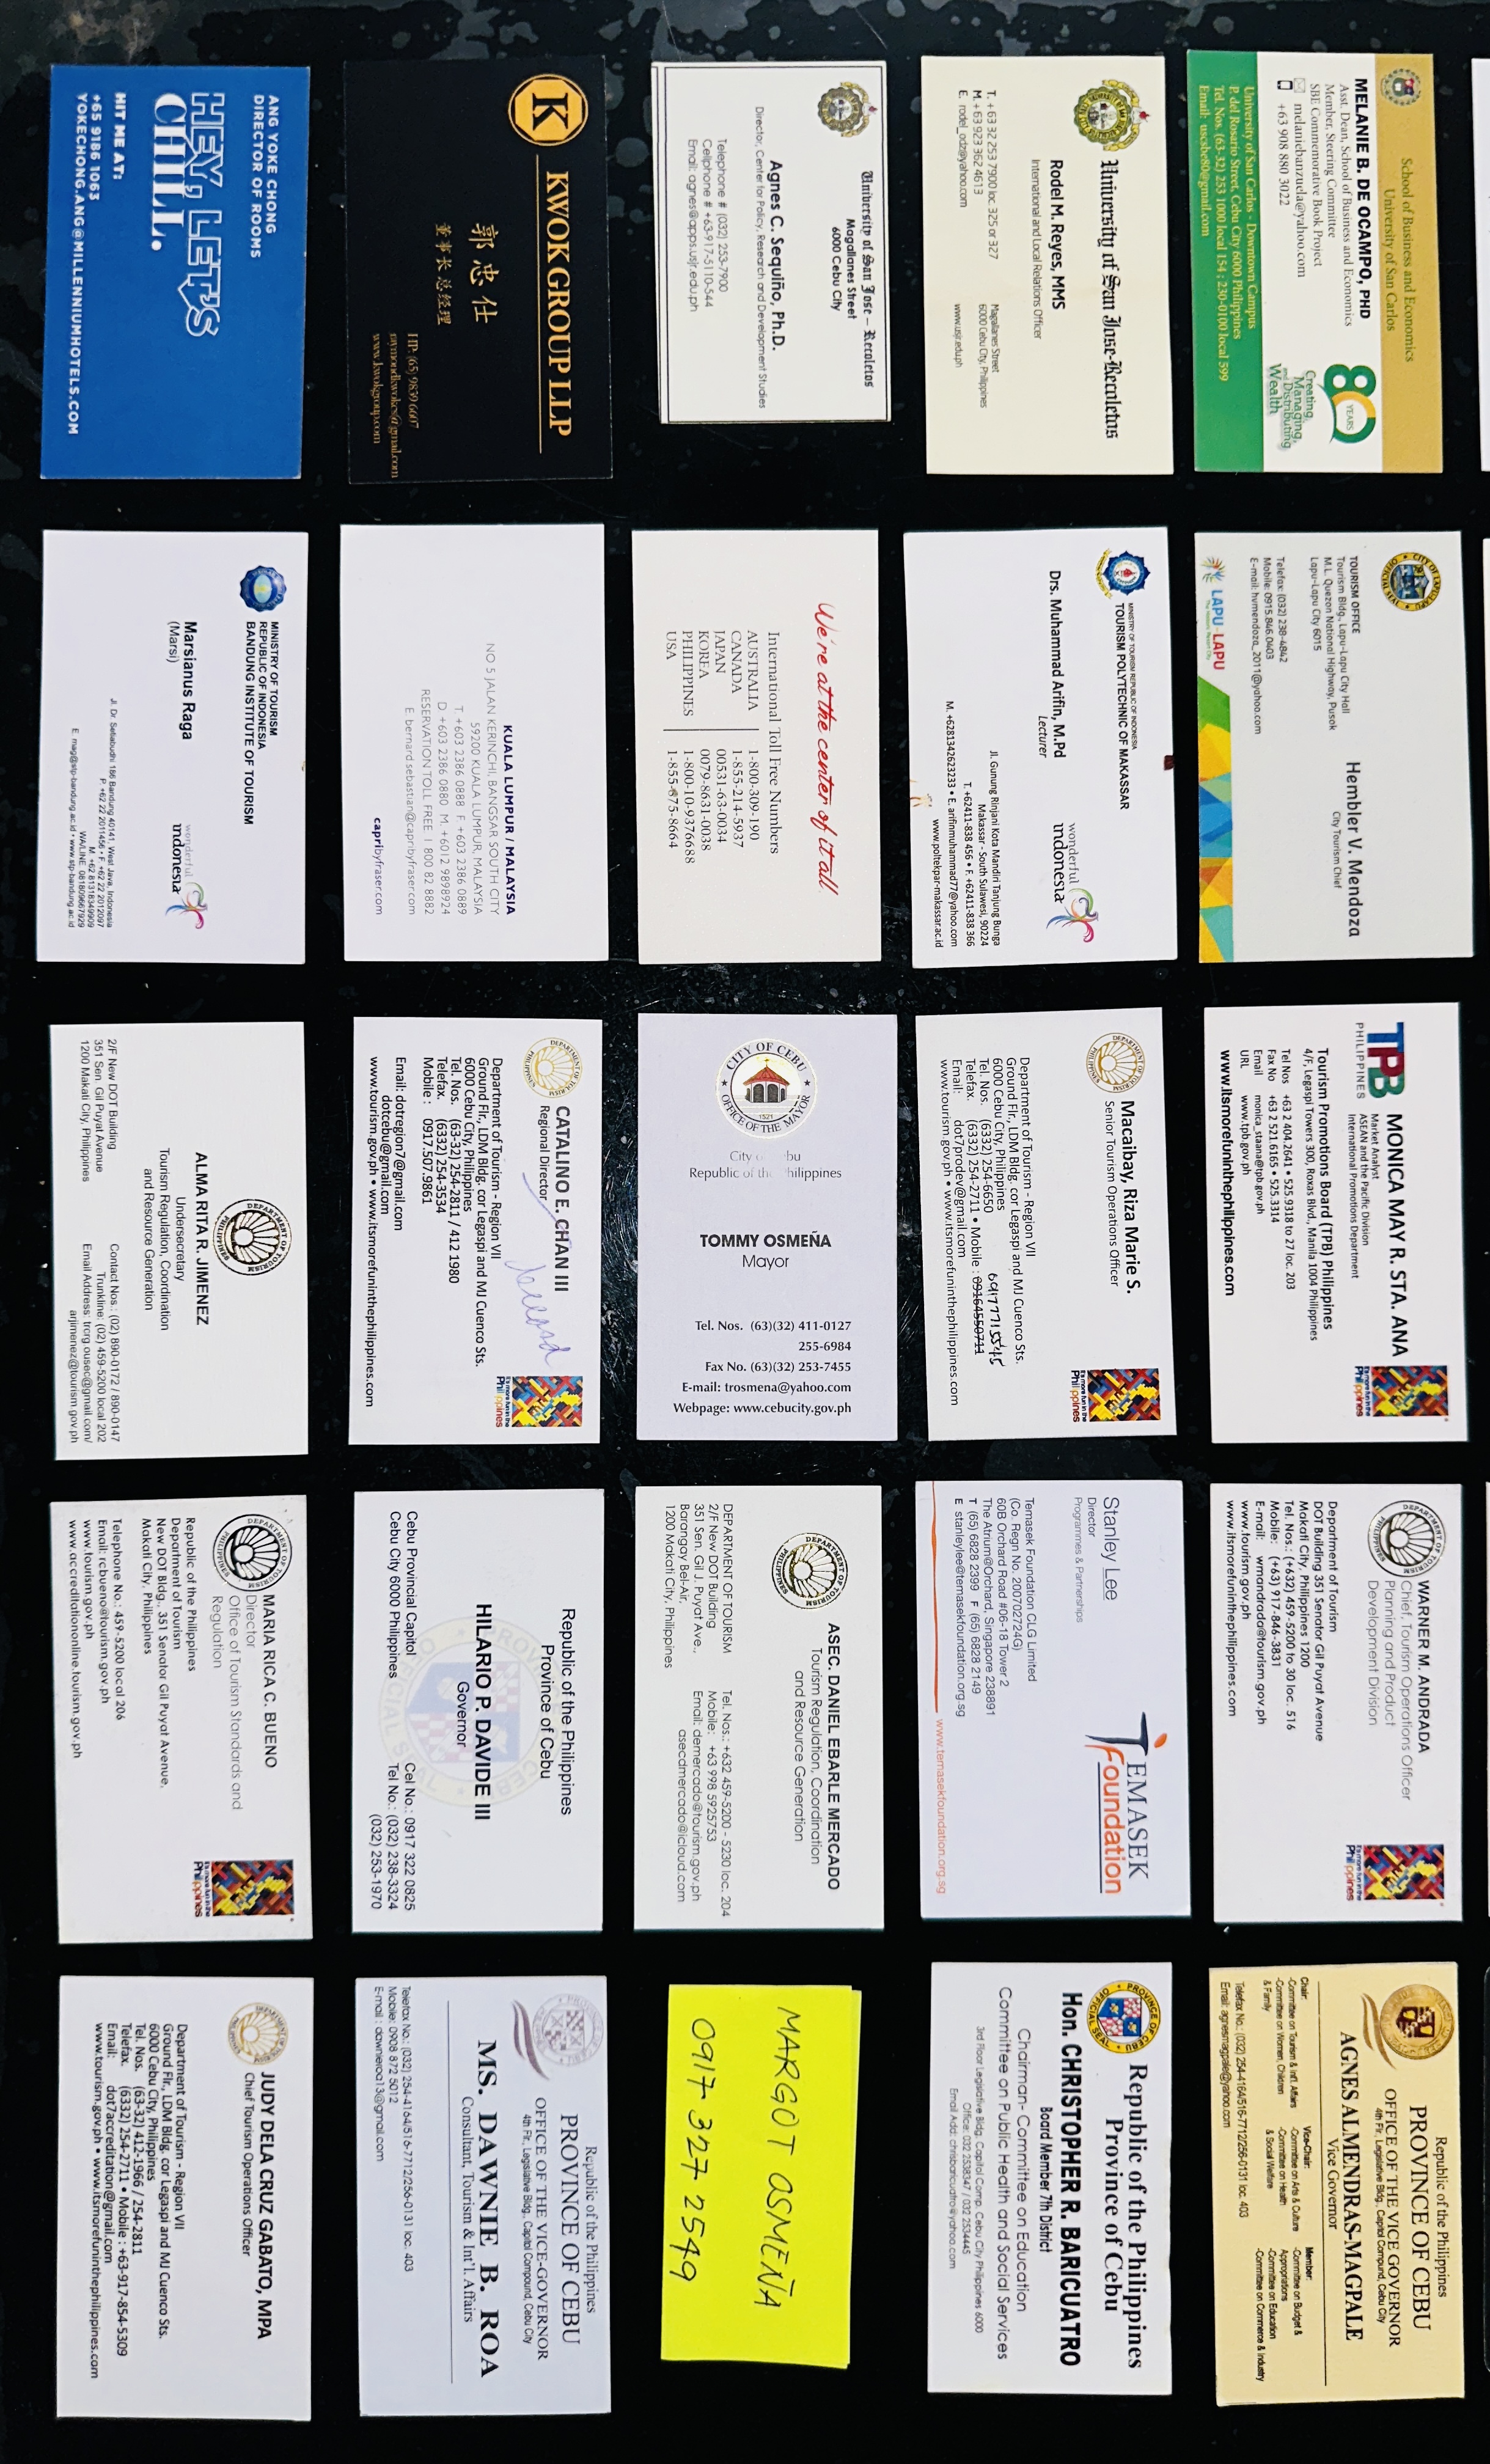 ANG YOKE CHONG
DIRECTOR OF ROOMS
HEY, LET'S
CHILL.
HIT ME AT:
+65 9186 1063
YOKECHONG.ANG@MILLENNIUMHOTELS.COM
K
KWOKGROUP LLP
郭忠仕
董事长 总经理
HP: (65) 9839 6607
raymondkwokc@gmail.com
www.kwokgroup.com
University of San Jose – Recoletos
Magallanes Street
6000 Cebu City
Agnes C. Sequiño, Ph.D.
Director, Center for Policy, Research and Development Studies
Telephone # (032) 253-7900
Cellphone # +63-917-5110-544
Email: agnes@apps.usjr.edu.ph
University of San Jose-Recoletos
Rodel M. Reyes, MMS
International and Local Relations Officer
T. +63 32 253 7900 loc. 325 or 327
M. +63 923 362 4613
E. rodel_odz@yahoo.com
Magallanes Street
6000 Cebu City, Philippines
www.usjr.edu.ph
School of Business and Economics
University of San Carlos
MELANIE B. DE OCAMPO, PHD
Asst. Dean, School of Business and Economics
Member, Steering Committee
SBE Commemorative Book Project
melaniebanzuela@yahoo.com
+63 908 880 3022
80 YEARS
Creating,
Managing,
and Distributing
Wealth
University of San Carlos - Downtown Campus
P. del Rosario Street, Cebu City 6000 Philippines
Tel. Nos. (63-32) 253 1000 local 154 ; 230-0100 local 599
Email: uscsbe80@gmail.com
MINISTRY OF TOURISM
REPUBLIC OF INDONESIA
BANDUNG INSTITUTE OF TOURISM
Marsianus Raga
(Marsi)
wonderful
indonesia
Jl. Dr. Setiabudhi 186 Bandung 40141, West Java, Indonesia
P. +62 22 2011456 • F. +62 22 2012097
M. +62 81318349909
WA/LINE. 081809667929
E. mag@stp-bandung.ac.id • www.stp-bandung.ac.id
KUALA LUMPUR / MALAYSIA
NO 5 JALAN KERINCHI, BANGSAR SOUTH CITY
59200 KUALA LUMPUR, MALAYSIA
T. +603 2386 0888 F. +603 2386 0889
D +603 2386 0880 M. +6012 9898924
RESERVATION TOLL FREE 1 800 82 8882
E. bernard.sebastian@capribyfraser.com
capribyfraser.com
We're at the center of it all
International Toll Free Numbers
AUSTRALIA 1-800-309-190
CANADA 1-855-214-5937
JAPAN 00531-63-0034
KOREA 0079-8631-0038
PHILIPPINES 1-800-10-9376688
USA 1-855-675-8664
MINISTRY OF TOURISM REPUBLIC OF INDONESIA
TOURISM POLYTECHNIC OF MAKASSAR
Drs. Muhammad Arifin, M.Pd
Lecturer
wonderful
indonesia
Jl. Gunung Rinjani Kota Mandiri Tanjung Bunga
Makassar - South Sulawesi, 90224
T. +62411-838 456 • F. +62411-838 366
M. +6281342623233 • E. arifinmuhammad77@yahoo.com
www.poltekpar-makassar.ac.id
CITY OF LAPU-LAPU
OFFICIAL SEAL
TOURISM OFFICE
Tourism Bldg., Lapu-Lapu City Hall
M.L. Quezon National Highway, Pusok
Lapu-Lapu City 6015
Hembler V. Mendoza
City Tourism Chief
Telefax: (032) 238-4842
Mobile: 0915.846.0403
E-mail: hvmendoza_2011@yahoo.com
LAPU-LAPU
DEPARTMENT OF TOURISM
PHILIPPINES
ALMA RITA R. JIMENEZ
Undersecretary
Tourism Regulation, Coordination
and Resource Generation
2/F New DOT Building
351 Sen. Gil Puyat Avenue
1200 Makati City, Philippines
Contact Nos.: (02) 890-0172 / 890-0147
Trunkline: (02) 459-5200 local 202
Email Address: trcrg.ousec@gmail.com/
arjimenez@tourism.gov.ph
DEPARTMENT OF TOURISM
PHILIPPINES
CATALINO E. CHAN III
Regional Director
deceased
Department of Tourism - Region VII
Ground Flr., LDM Bldg. cor Legaspi and MJ Cuenco Sts.
6000 Cebu City, Philippines
Tel. Nos. (63-32) 254-2811 / 412 1980
Telefax. (6332) 254-3534
Mobile : 0917.507.9861
Email: dotregion7@gmail.com
dotcebu@gmail.com
www.tourism.gov.ph • www.itsmorefuninthephilippines.com
It's more fun in the
Philippines
CITY OF CEBU
1521
OFFICE OF THE MAYOR
City of Cebu
Republic of the Philippines
TOMMY OSMEÑA
Mayor
Tel. Nos. (63)(32) 411-0127
255-6984
Fax No. (63)(32) 253-7455
E-mail: trosmena@yahoo.com
Webpage: www.cebucity.gov.ph
DEPARTMENT OF TOURISM
PHILIPPINES
Macaibay, Riza Marie S.
Senior Tourism Operations Officer
Department of Tourism - Region VII
Ground Flr., LDM Bldg. cor Legaspi and MJ Cuenco Sts.
6000 Cebu City, Philippines
Tel. Nos. (6332) 254-6650
09177715545
Telefax. (6332) 254-2711 • Mobile : 09164550711
Email: dot7prodev@gmail.com
www.tourism.gov.ph • www.itsmorefuninthephilippines.com
It's more fun in the
Philippines
TPB
PHILIPPINES
MONICA MAY R. STA. ANA
Market Analyst
ASEAN and the Pacific Division
International Promotions Department
Tourism Promotions Board (TPB) Philippines
4/F, Legaspi Towers 300, Roxas Blvd., Manila 1004 Philippines
Tel Nos +63 2 404.2641 • 525.9318 to 27 loc. 203
Fax No +63 2 521.6165 • 525.3314
Email monica_stana@tpb.gov.ph
URL www.tpb.gov.ph
www.itsmorefuninthephilippines.com
It's more fun in the
Philippines
DEPARTMENT OF TOURISM
PHILIPPINES
MARIA RICA C. BUENO
Director
Office of Tourism Standards and
Regulation
Republic of the Philippines
Department of Tourism
New DOT Bldg., 351 Senator Gil Puyat Avenue,
Makati City, Philippines
Telephone No.: 459-5200 local 206
Email: rcbueno@tourism.gov.ph
www.tourism.gov.ph
www.accreditationonline.tourism.gov.ph
It's more fun in the
Philippines
Republic of the Philippines
Province of Cebu
HILARIO P. DAVIDE III
Governor
Cebu Provincial Capitol
Cebu City 6000 Philippines
Cel No.: 0917 322 0825
Tel No.: (032) 238-3324
(032) 253-1970
DEPARTMENT OF TOURISM
PHILIPPINES
ASEC. DANIEL EBARLE MERCADO
Tourism Regulation, Coordination
and Resource Generation
DEPARTMENT OF TOURISM
2/F New DOT Building
351 Sen. Gil J. Puyat Ave.,
Barangay Bel-Air,
1200 Makati City, Philippines
Tel. Nos.: +632 459-5200 - 5230 loc. 204
Mobile: +63 998 5925753
Email: demercado@tourism.gov.ph
asecdmercado@icloud.com
Stanley Lee
Director
Programmes & Partnerships
TEMASEK
Foundation
Temasek Foundation CLG Limited
(Co. Regn No. 200702724G)
60B Orchard Road #06-18 Tower 2
The Atrium@Orchard, Singapore 238891
T (65) 6828 2399 F (65) 6828 2149
E stanleylee@temasekfoundation.org.sg
www.temasekfoundation.org.sg
DEPARTMENT OF TOURISM
PHILIPPINES
WARNER M. ANDRADA
Chief, Tourism Operations Officer
Planning and Product
Development Division
Department of Tourism
DOT Building 351 Senator Gil Puyat Avenue
Makati City, Philippines 1200
Tel. Nos.: (+632) 459-5200 to 30 loc. 516
Mobile: (+63) 917-846-3831
E-mail: wmandrada@tourism.gov.ph
www.tourism.gov.ph
www.itsmorefuninthephilippines.com
It's more fun in the
Philippines
JUDY DELA CRUZ GABATO, MPA
Chief Tourism Operations Officer
Department of Tourism - Region VII
Ground Flr., LDM Bldg. cor Legaspi and MJ Cuenco Sts.
6000 Cebu City, Philippines
Tel. Nos. (63-32) 412-1966 / 254-2811
Telefax. (6332) 254-2711 • Mobile : +63-917-854-5309
Email: dot7accreditation@gmail.com
www.tourism.gov.ph • www.itsmorefuninthephilippines.com
Republic of the Philippines
PROVINCE OF CEBU
OFFICE OF THE VICE-GOVERNOR
4th Flr., Legislative Bldg., Capitol Compound, Cebu City
MS. DAWNIE B. ROA
Consultant, Tourism & Int'l. Affairs
Telefax No.: (032) 254-4164/516-7712/256-0131 loc. 403
Mobile: 0908 872 5012
E-mail : dawneroa13@gmail.com
MARGOT OSMEÑA
0917 327 2549
PROVINCE OF CEBU
OFFICIAL SEAL
Republic of the Philippines
Province of Cebu
Hon. CHRISTOPHER R. BARICUATRO
Board Member 7th District
Chairman- Committee on Education
Committee on Public Health and Social Services
3rd Floor Legislative Bldg. Capitol Comp. Cebu City Philippines 6000
Office: 032 2538347 / 032 2534445
Email Add: chrisbaricuatro@yahoo.com
Republic of the Philippines
PROVINCE OF CEBU
OFFICE OF THE VICE GOVERNOR
4th Flr., Legislative Bldg., Capitol Compund, Cebu City
AGNES ALMENDRAS-MAGPALE
Vice Governor
Chair:
-Committee on Tourism & Int'l. Affairs
-Committee on Women, Children
& Family
Vice-Chair:
-Committee on Arts & Culture
-Committee on Health
& Social Welfare
Member:
-Committee on Budget &
Appropriations
-Committee on Education
-Committee on Commerce & Industry
Telefax No.: (032) 254-4164/516-7712/256-0131 loc. 403
Email: agnesmagpale@yahoo.com